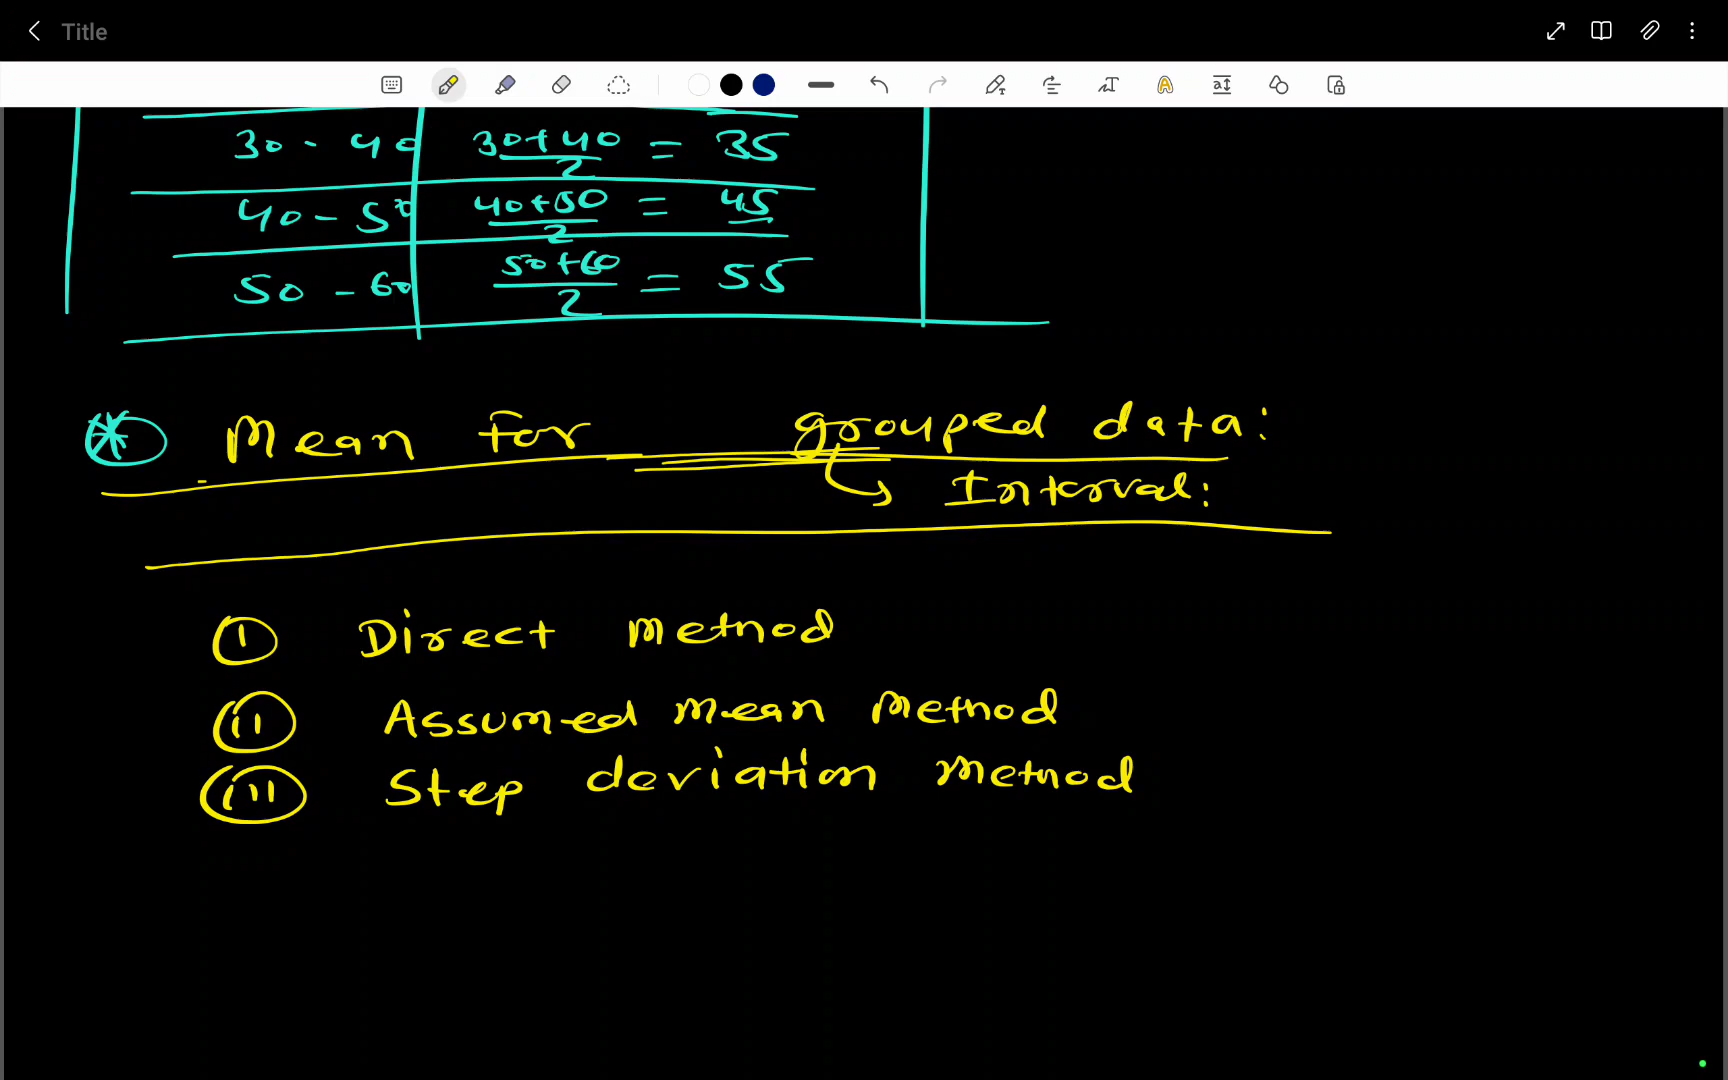 Title
30 - 40 30+40/2 = 35
40 - 50 40+50/2 = 45
50 - 60 50+60/2 = 55
* Mean for grouped data:
Interval:
(i) Direct method
(ii) Assumed mean method
(iii) Step deviation method